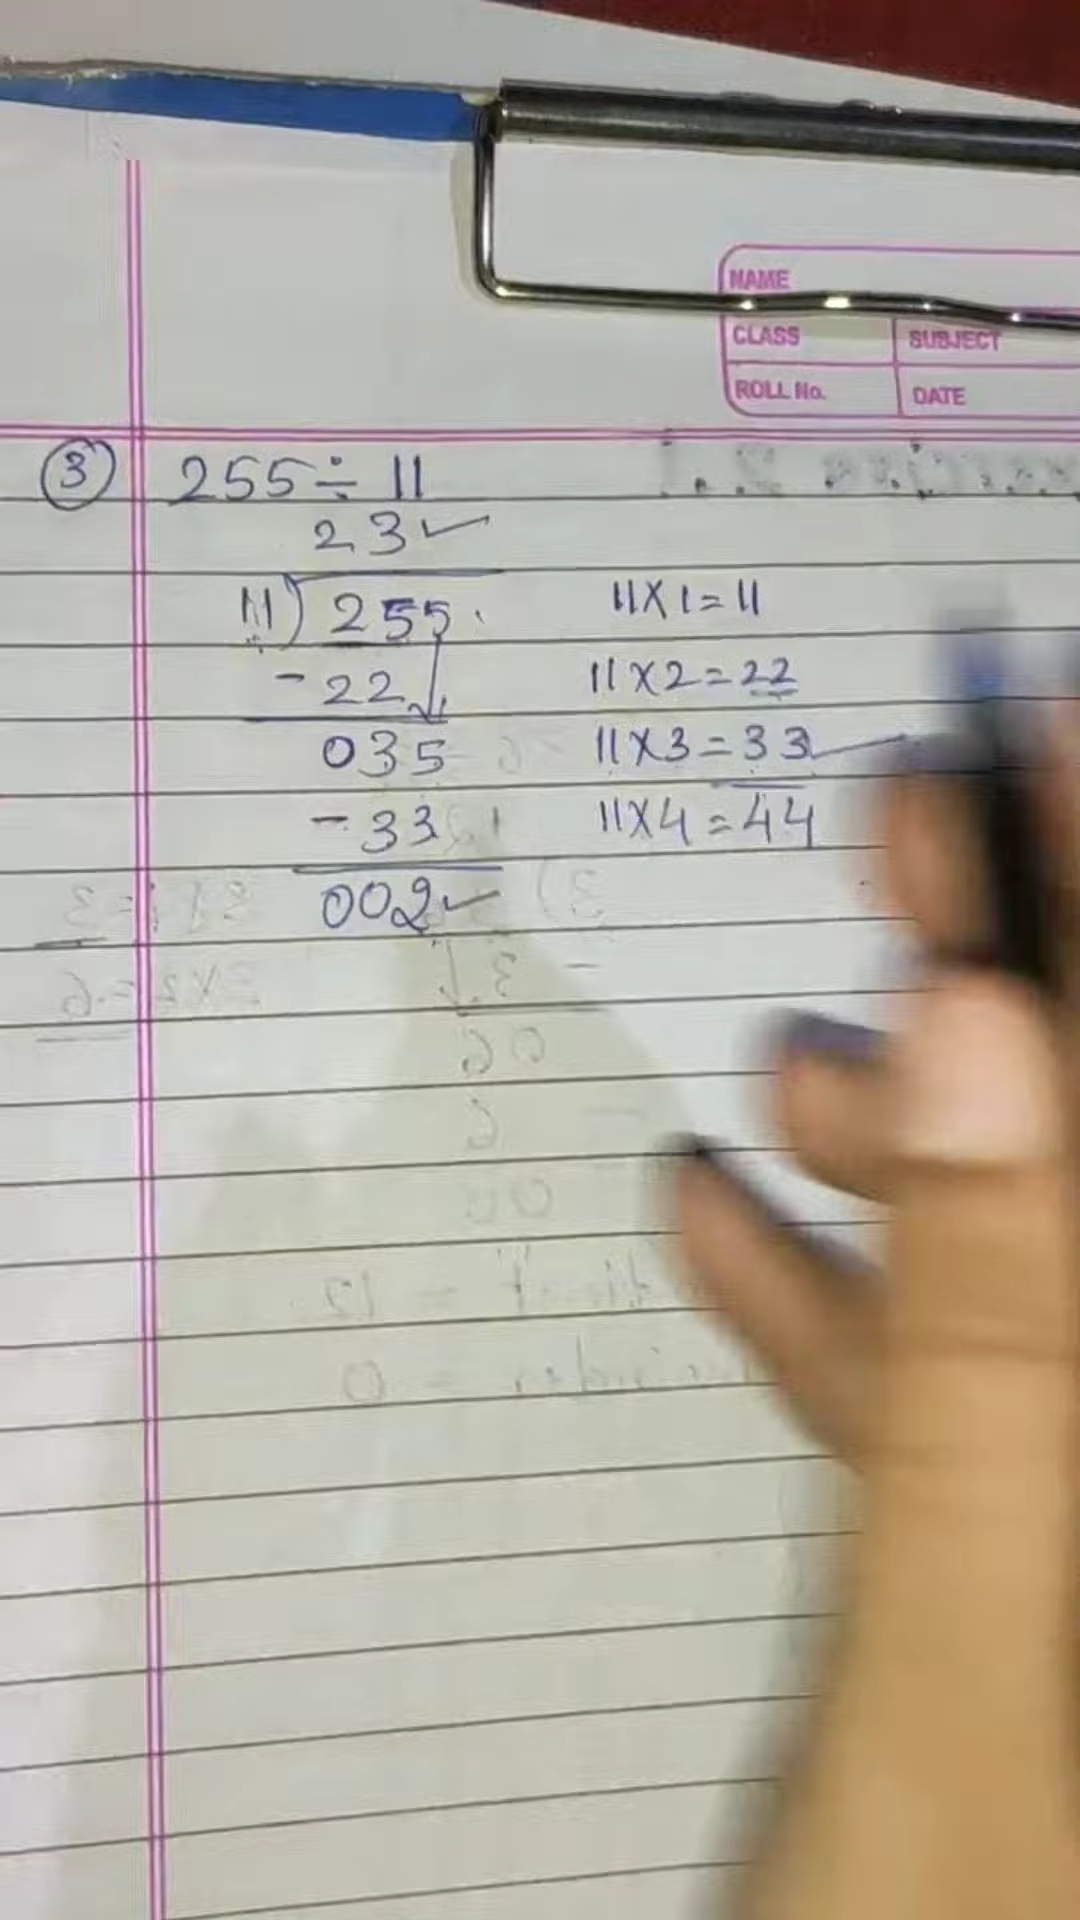 NAME
CLASS SUBJECT
ROLL No. DATE
3 255 ÷ 11
23
11) 255 11×1=11
-22 11×2=22
035 11×3=33
-33 11×4=44
002